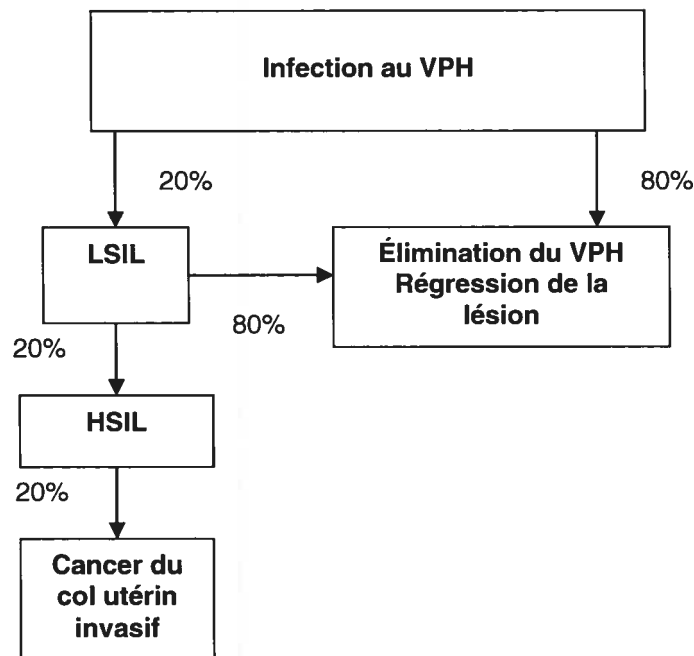 Infection au VPH
20%
80%
LSIL
Élimination du VPH
Régression de la
lésion
80%
20%
HSIL
20%
Cancer du
col utérin
invasif